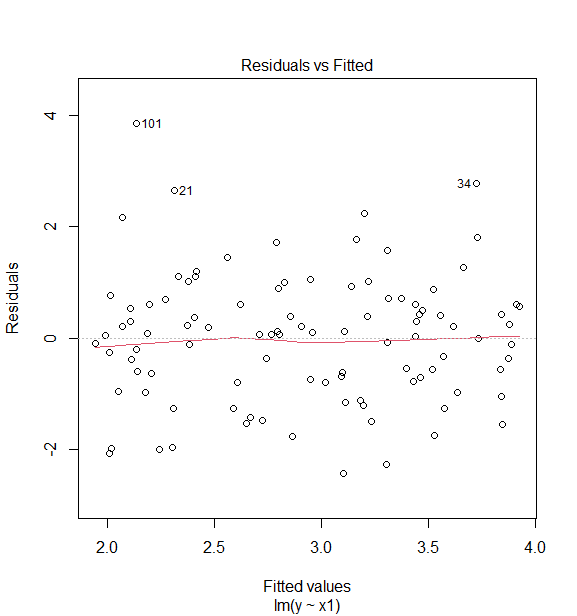 Residuals vs Fitted
4
2
0
-2
Residuals
101
21
34
2.0 2.5 3.0 3.5 4.0
Fitted values
lm(y ~ x1)